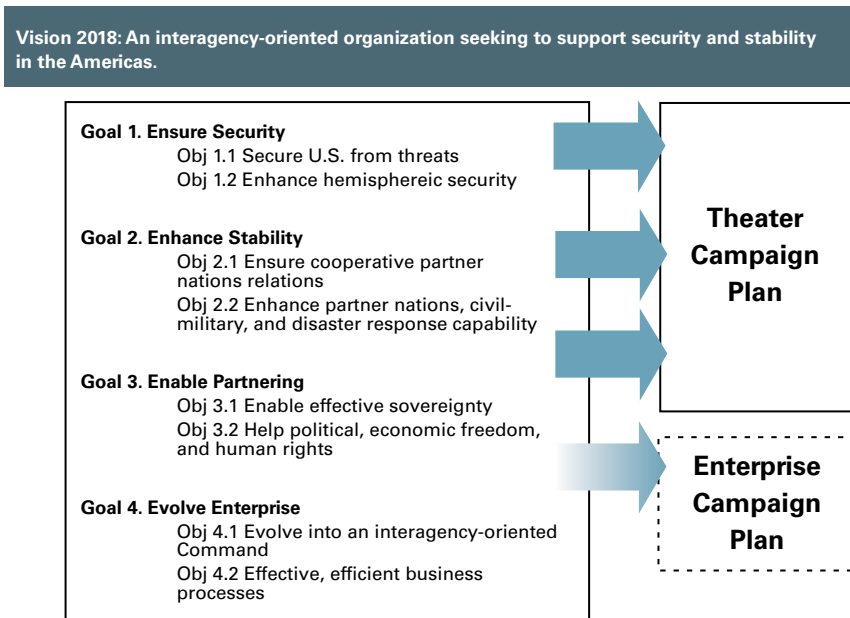 Vision 2018: An interagency-oriented organization seeking to support security and stability
in the Americas.
Goal 1. Ensure Security
Obj 1.1 Secure U.S. from threats
Obj 1.2 Enhance hemisphereic security
Goal 2. Enhance Stability
Obj 2.1 Ensure cooperative partner
nations relations
Obj 2.2 Enhance partner nations, civil-
military, and disaster response capability
Goal 3. Enable Partnering
Obj 3.1 Enable effective sovereignty
Obj 3.2 Help political, economic freedom,
and human rights
Goal 4. Evolve Enterprise
Obj 4.1 Evolve into an interagency-oriented
Command
Obj 4.2 Effective, efficient business
processes
Theater
Campaign
Plan
Enterprise
Campaign
Plan